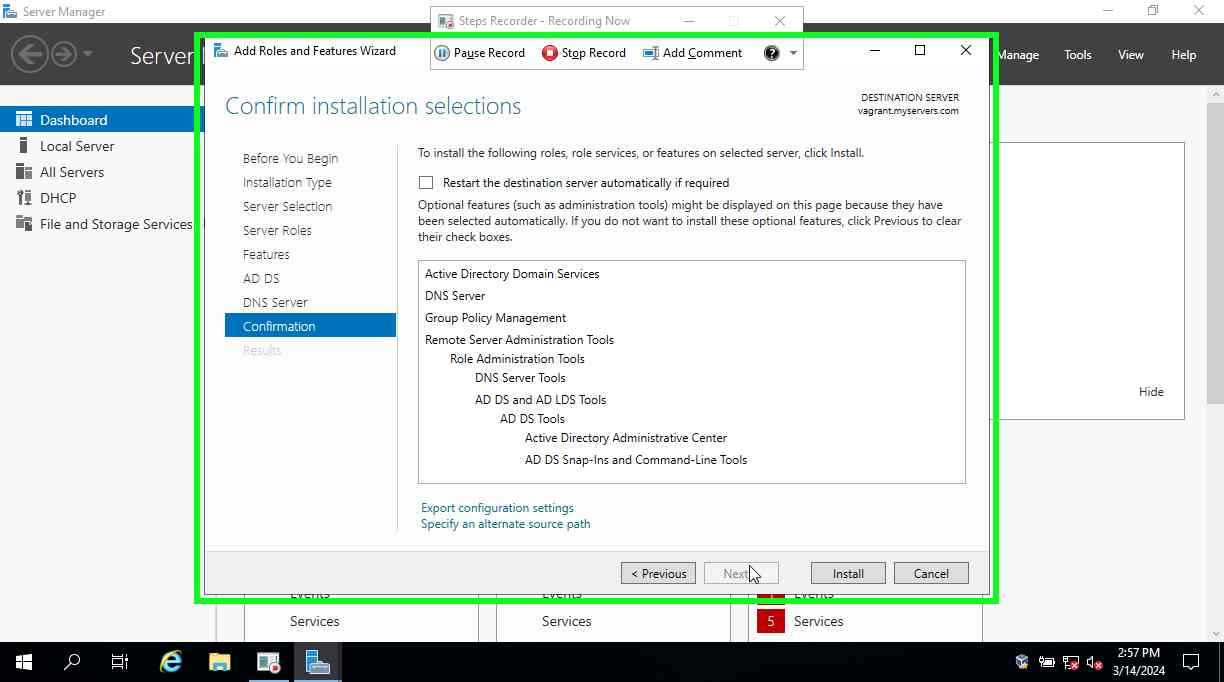 Server Manager
Steps Recorder - Recording Now
Pause Record
Stop Record
Add Comment
Server
Manage
Tools
View
Help
Add Roles and Features Wizard
Confirm installation selections
DESTINATION SERVER
vagrant.myservers.com
Dashboard
Local Server
All Servers
DHCP
File and Storage Services
Before You Begin
Installation Type
Server Selection
Server Roles
Features
AD DS
DNS Server
Confirmation
Results
To install the following roles, role services, or features on selected server, click Install.
Restart the destination server automatically if required
Optional features (such as administration tools) might be displayed on this page because they have
been selected automatically. If you do not want to install these optional features, click Previous to clear
their check boxes.
Active Directory Domain Services
DNS Server
Group Policy Management
Remote Server Administration Tools
Role Administration Tools
DNS Server Tools
AD DS and AD LDS Tools
AD DS Tools
Active Directory Administrative Center
AD DS Snap-Ins and Command-Line Tools
Export configuration settings
Specify an alternate source path
Hide
< Previous
Next
Install
Cancel
Events
Events
1 Events
Services
Services
5 Services
2:57 PM
3/14/2024